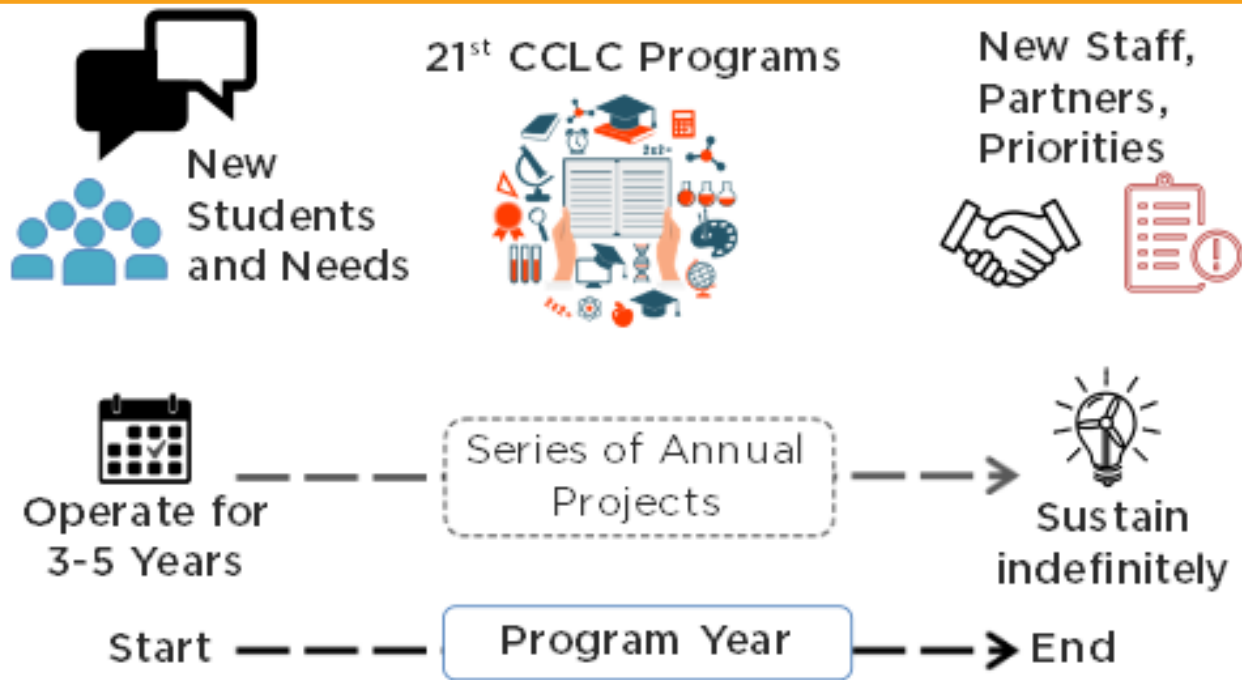 21st CCLC Programs
New
Students
and Needs
New Staff,
Partners,
Priorities
Operate for
3-5 Years
Series of Annual
Projects
Sustain
indefinitely
Start
Program Year
End